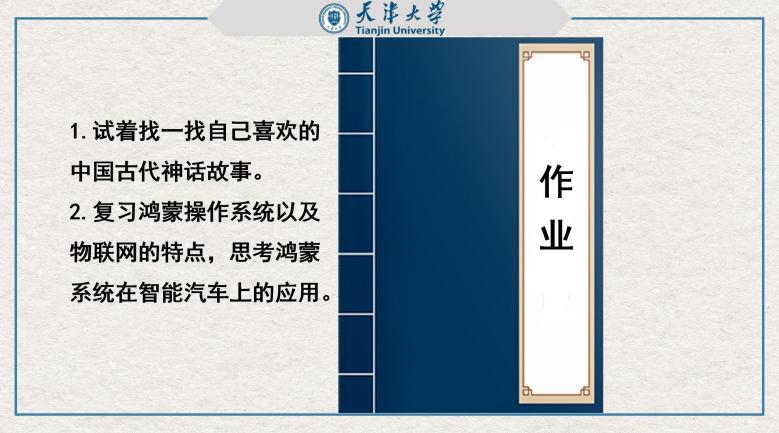 天津大学
Tianjin University
1.试着找一找自己喜欢的
中国古代神话故事。
2.复习鸿蒙操作系统以及
物联网的特点，思考鸿蒙
系统在智能汽车上的应用。
作
业